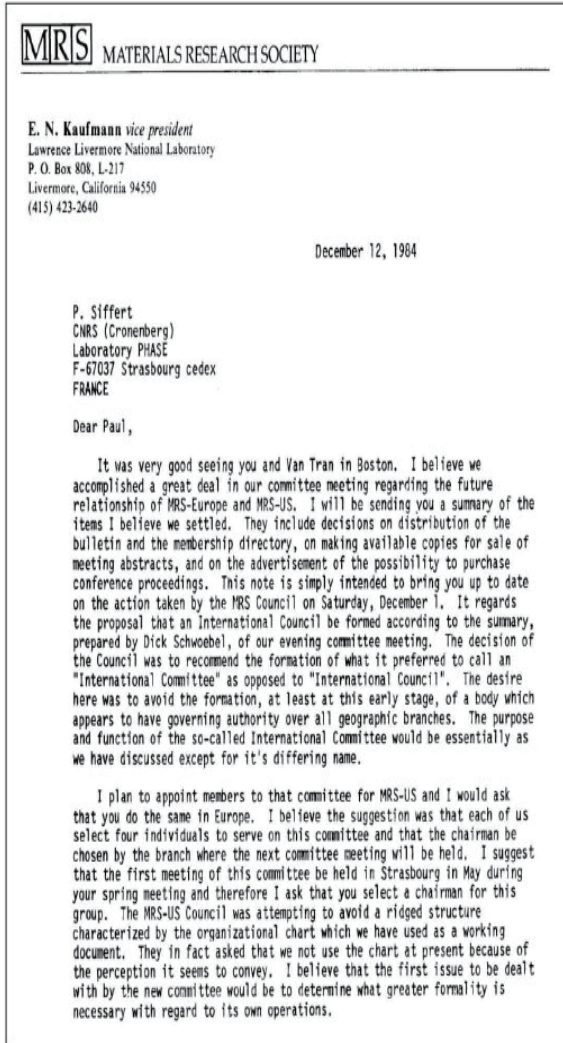 MRS MATERIALS RESEARCH SOCIETY
E. N. Kaufmann vice president
Lawrence Livermore National Laboratory
P. O. Box 808, L-217
Livermore, California 94550
(415) 423-2640
December 12, 1984
P. Siffert
CNRS (Cronenberg)
Laboratory PHASE
F-67037 Strasbourg cedex
FRANCE
Dear Paul,
It was very good seeing you and Van Tran in Boston. I believe we
accomplished a great deal in our committee meeting regarding the future
relationship of MRS-Europe and MRS-US. I will be sending you a summary of the
items I believe we settled. They include decisions on distribution of the
bulletin and the membership directory, on making available copies for sale of
meeting abstracts, and on the advertisement of the possibility to purchase
conference proceedings. This note is simply intended to bring you up to date
on the action taken by the MRS Council on Saturday, December 1. It regards
the proposal that an International Council be formed according to the summary,
prepared by Dick Schwoebel, of our evening committee meeting. The decision of
the Council was to recommend the formation of what it preferred to call an
"International Committee" as opposed to "International Council". The desire
here was to avoid the formation, at least at this early stage, of a body which
appears to have governing authority over all geographic branches. The purpose
and function of the so-called International Committee would be essentially as
we have discussed except for it's differing name.
I plan to appoint members to that committee for MRS-US and I would ask
that you do the same in Europe. I believe the suggestion was that each of us
select four individuals to serve on this committee and that the chairman be
chosen by the branch where the next committee meeting will be held. I suggest
that the first meeting of this committee be held in Strasbourg in May during
your spring meeting and therefore I ask that you select a chairman for this
group. The MRS-US Council was attempting to avoid a ridged structure
characterized by the organizational chart which we have used as a working
document. They in fact asked that we not use the chart at present because of
the perception it seems to convey. I believe that the first issue to be dealt
with by the new committee would be to determine what greater formality is
necessary with regard to its own operations.